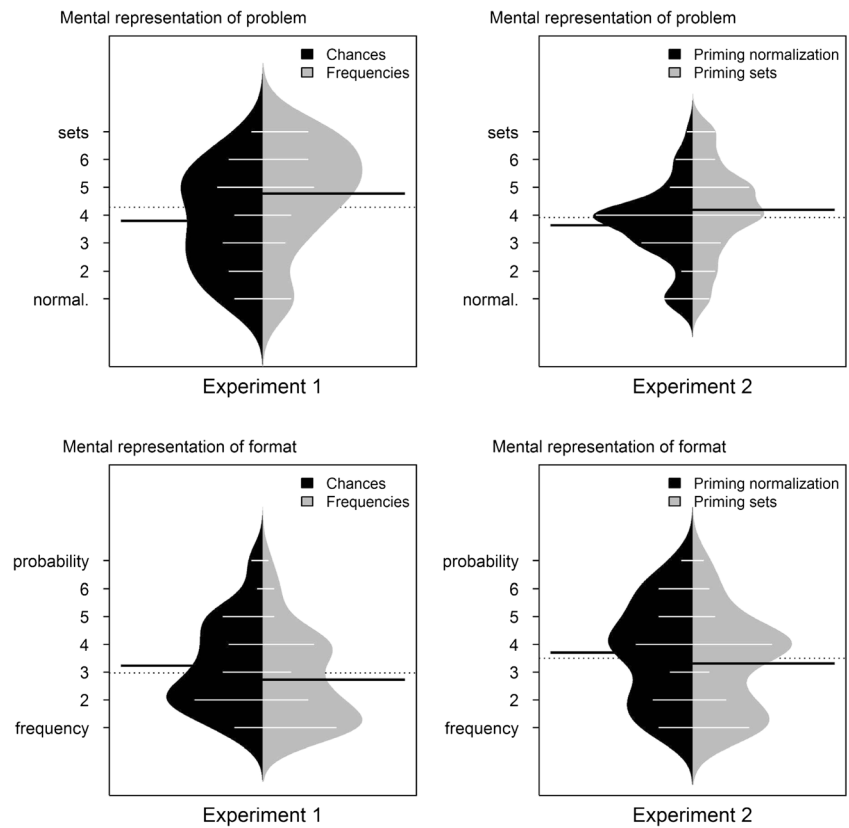 Mental representation of problem
Chances
Frequencies
sets
6
5
4
3
2
normal.
Experiment 1
Mental representation of problem
Priming normalization
Priming sets
sets
6
5
4
3
2
normal.
Experiment 2
Mental representation of format
Chances
Frequencies
probability
6
5
4
3
2
frequency
Experiment 1
Mental representation of format
Priming normalization
Priming sets
probability
6
5
4
3
2
frequency
Experiment 2